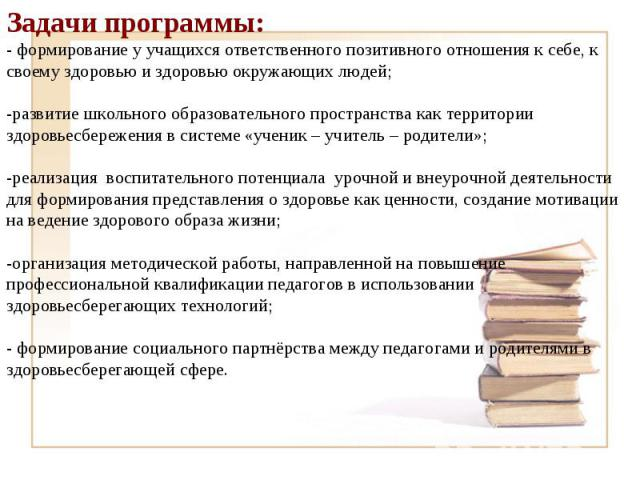 Задачи программы:
- формирование у учащихся ответственного позитивного отношения к себе, к
своему здоровью и здоровью окружающих людей;
-развитие школьного образовательного пространства как территории
здоровьесбережения в системе «ученик – учитель – родители»;
-реализация  воспитательного потенциала  урочной и внеурочной деятельности
для формирования представления о здоровье как ценности, создание мотивации
на ведение здорового образа жизни;
-организация методической работы, направленной на повышение
профессиональной квалификации педагогов в использовании
здоровьесберегающих технологий;
- формирование социального партнёрства между педагогами и родителями в
здоровьесберегающей сфере.